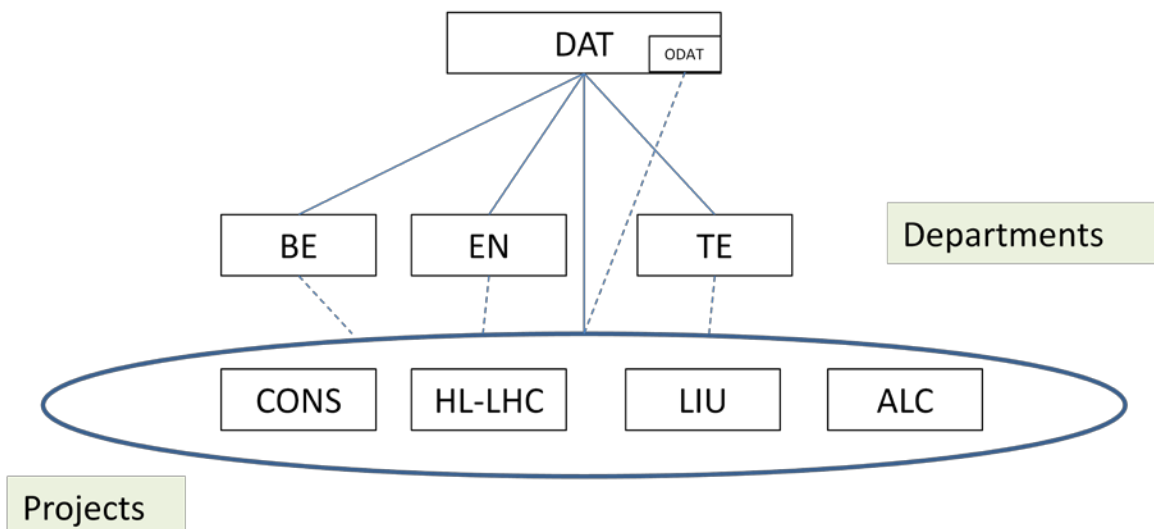 DAT
ODAT
BE
EN
TE
Departments
CONS
HL-LHC
LIU
ALC
Projects